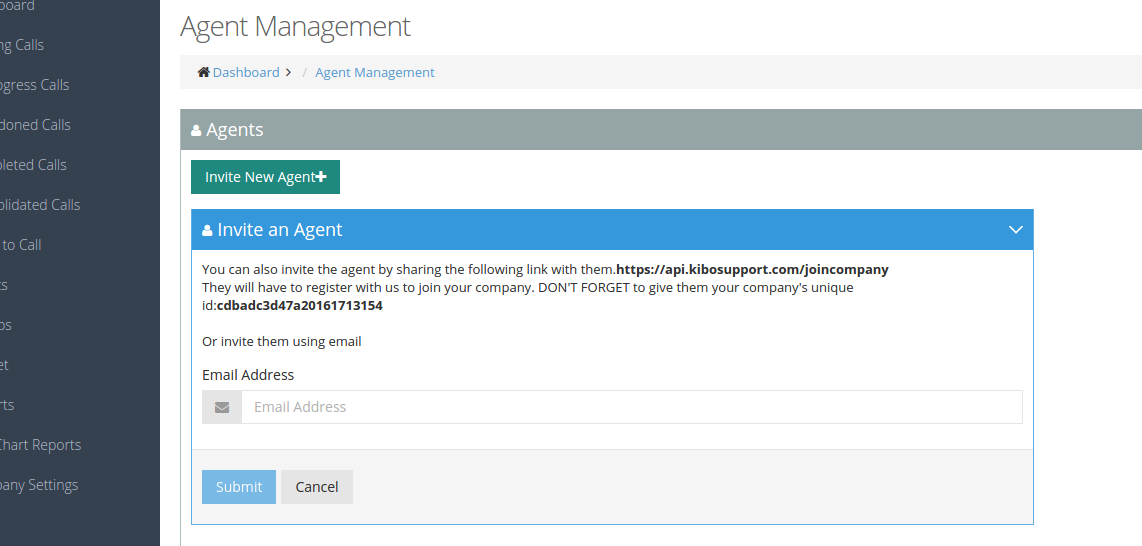 board
Agent Management
ng Calls
Dashboard > / Agent Management
ogress Calls
doned Calls
Agents
leted Calls
Invite New Agent+
olidated Calls
Invite an Agent
to Call
You can also invite the agent by sharing the following link with them.https://api.kibosupport.com/joincompany
They will have to register with us to join your company. DON'T FORGET to give them your company's unique
id:cdbadc3d47a20161713154
ts
os
Or invite them using email
et
Email Address
Email Address
rts
Chart Reports
any Settings
Submit Cancel